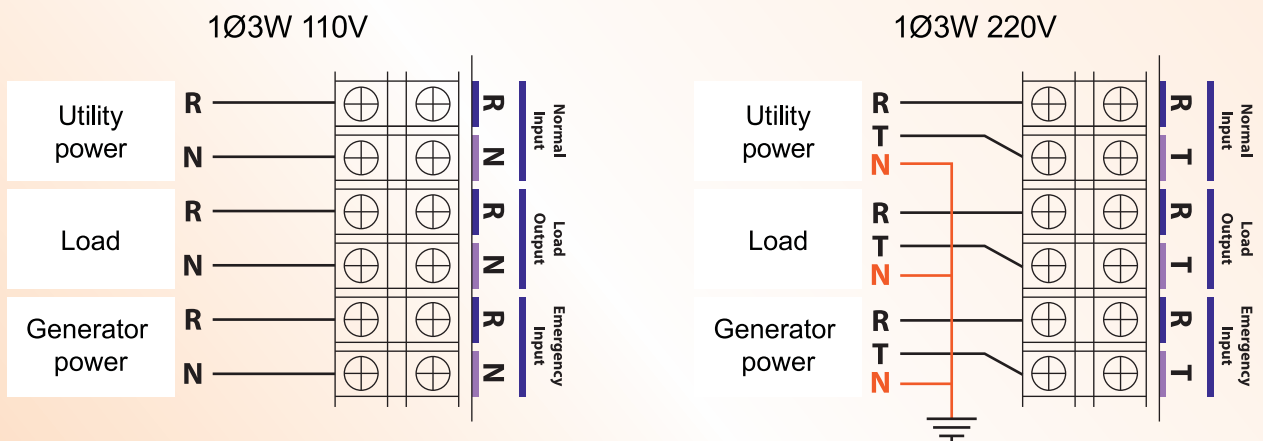 1Ø3W 110V
Utility
power
R
N
Load
R
N
Generator
power
R
N
R
N
R
N
R
N
Normal
Input
Load
Output
Emergency
Input
1Ø3W 220V
Utility
power
R
T
N
Load
R
T
N
Generator
power
R
T
N
R
T
R
T
R
T
Normal
Input
Load
Output
Emergency
Input